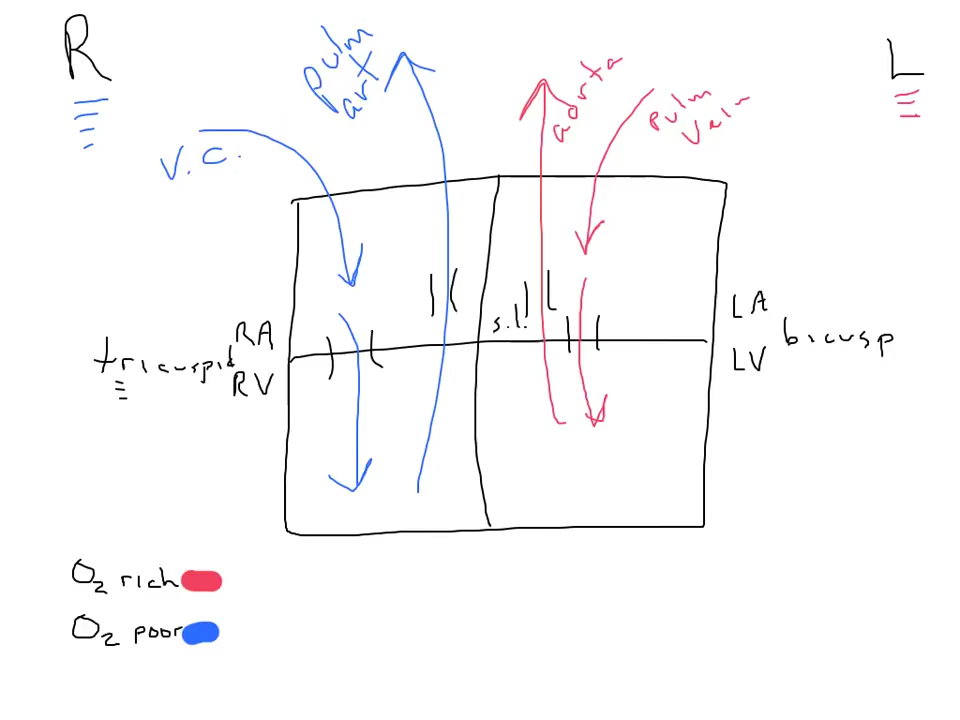 R
L
pulm
art
aorta
pulm
vein
V.C.
s.l.
LA
RA
bicusp
tricuspid
LV
RV
O2 rich
O2 poor